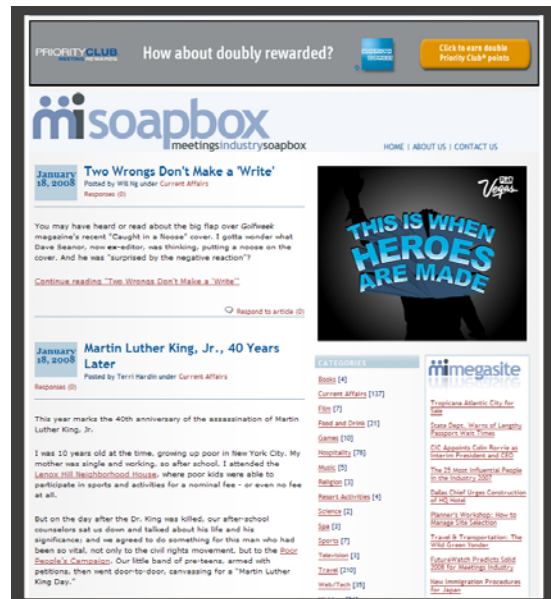 PRIORITY CLUB
MEETING REWARDS
How about doubly rewarded?
Click to earn double
Priority Club® points
misoapbox
meetingsindustrysoapbox
HOME | ABOUT US | CONTACT US
January
18, 2008
Two Wrongs Don't Make a 'Write'
Posted by Will Ng under Current Affairs
Responses (0)
You may have heard or read about the big flap over Golfweek
magazine's recent "Caught in a Noose" cover. I gotta wonder what
Dave Seanor, now ex-editor, was thinking, putting a noose on the
cover. And he was "surprised by the negative reaction"?
Continue reading "Two Wrongs Don't Make a 'Write'"
Respond to article (0)
January
18, 2008
Martin Luther King, Jr., 40 Years
Later
Posted by Terri Hardin under Current Affairs
Responses (0)
This year marks the 40th anniversary of the assassination of Martin
Luther King, Jr.
I was 10 years old at the time, growing up poor in New York City. My
mother was single and working, so after school. I attended the
Lenox Hill Neighborhood House, where poor kids were able to
participate in sports and activities for a nominal fee - or even no fee
at all.
But on the day after the Dr. King was killed, our after-school
counselors sat us down and talked about his life and his
significance; and we agreed to do something for this man who had
been so vital, not only to the civil rights movement, but to the Poor
People's Campaign. Our little band of pre-teens, armed with
petitions, then went door-to-door, canvassing for a "Martin Luther
King Day."
Vegas
THIS IS WHEN
HEROES
ARE MADE
CATEGORIES
Books [4]
Current Affairs [137]
Film [7]
Food and Drink [21]
Games [10]
Hospitality [78]
Music [5]
Religion [3]
Resort Activities [4]
Science [2]
Spa [3]
Sports [7]
Television [3]
Travel [210]
Web/Tech [35]
mimegasite
Tropicana Atlantic City for
Sale
State Dept. Warns of Lengthy
Passport Wait Times
CIC Appoints Colin Rorrie as
Interim President and CEO
The 25 Most Influential People
in the Industry 2007
Dallas Chief Urges Construction
of HQ Hotel
Planner's Workshop: How to
Manage Site Selection
Travel & Transportation: The
Wild Green Yonder
FutureWatch Predicts Solid
2008 for Meetings Industry
New Immigration Procedures
for Japan